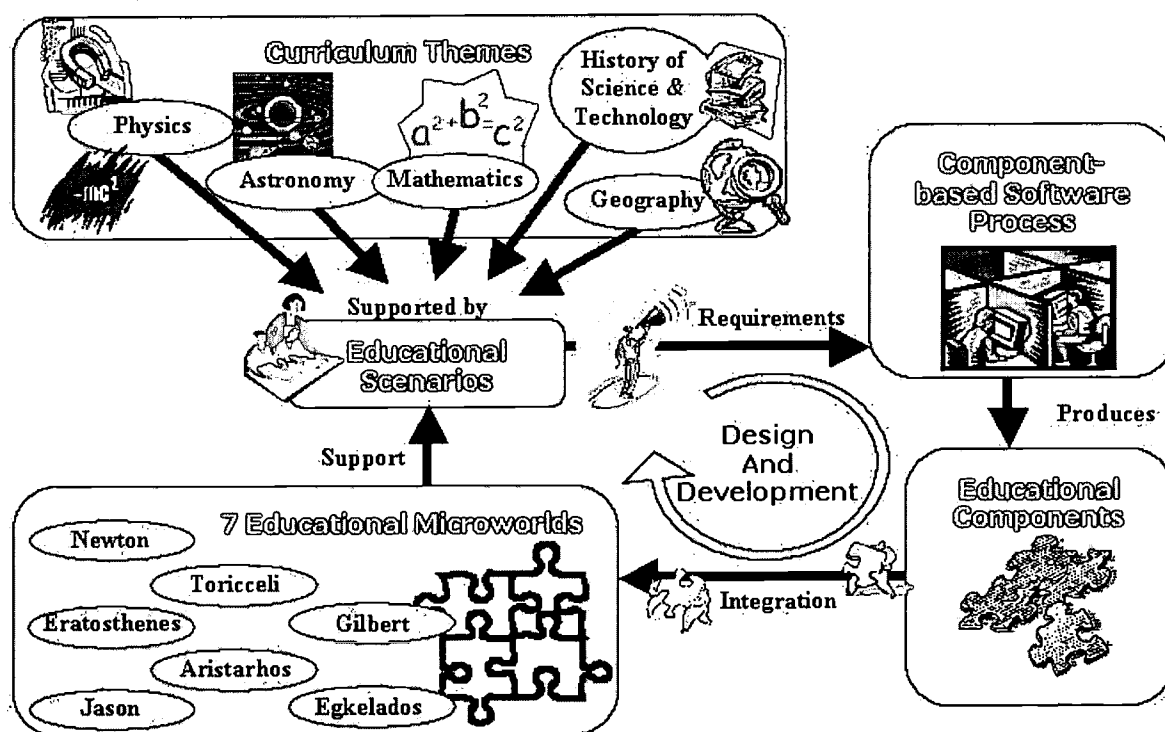 Curriculum Themes
Physics
Astronomy
a²+b²=c²
Mathematics
History of
Science &
Technology
Geography
Supported by
Educational
Scenarios
Requirements
Component-
based Software
Process
Produces
Design
And
Development
Support
7 Educational Microworlds
Newton
Toricceli
Eratosthenes
Gilbert
Aristarhos
Jason
Egkelados
Integration
Educational
Components